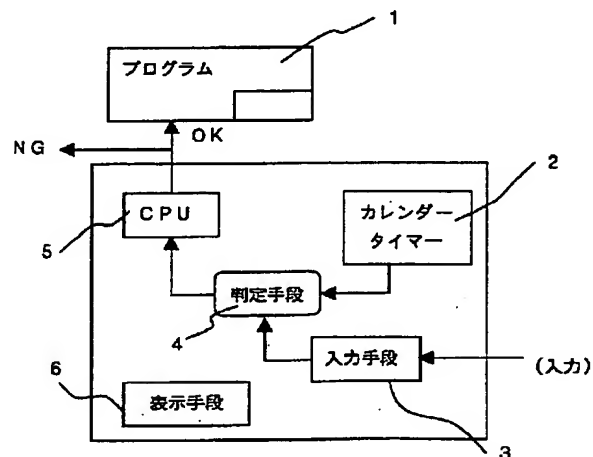 1
プログラム
OK
NG
2
CPU
カレンダー
タイマー
5
判定手段
4
入力手段
(入力)
6
表示手段
3